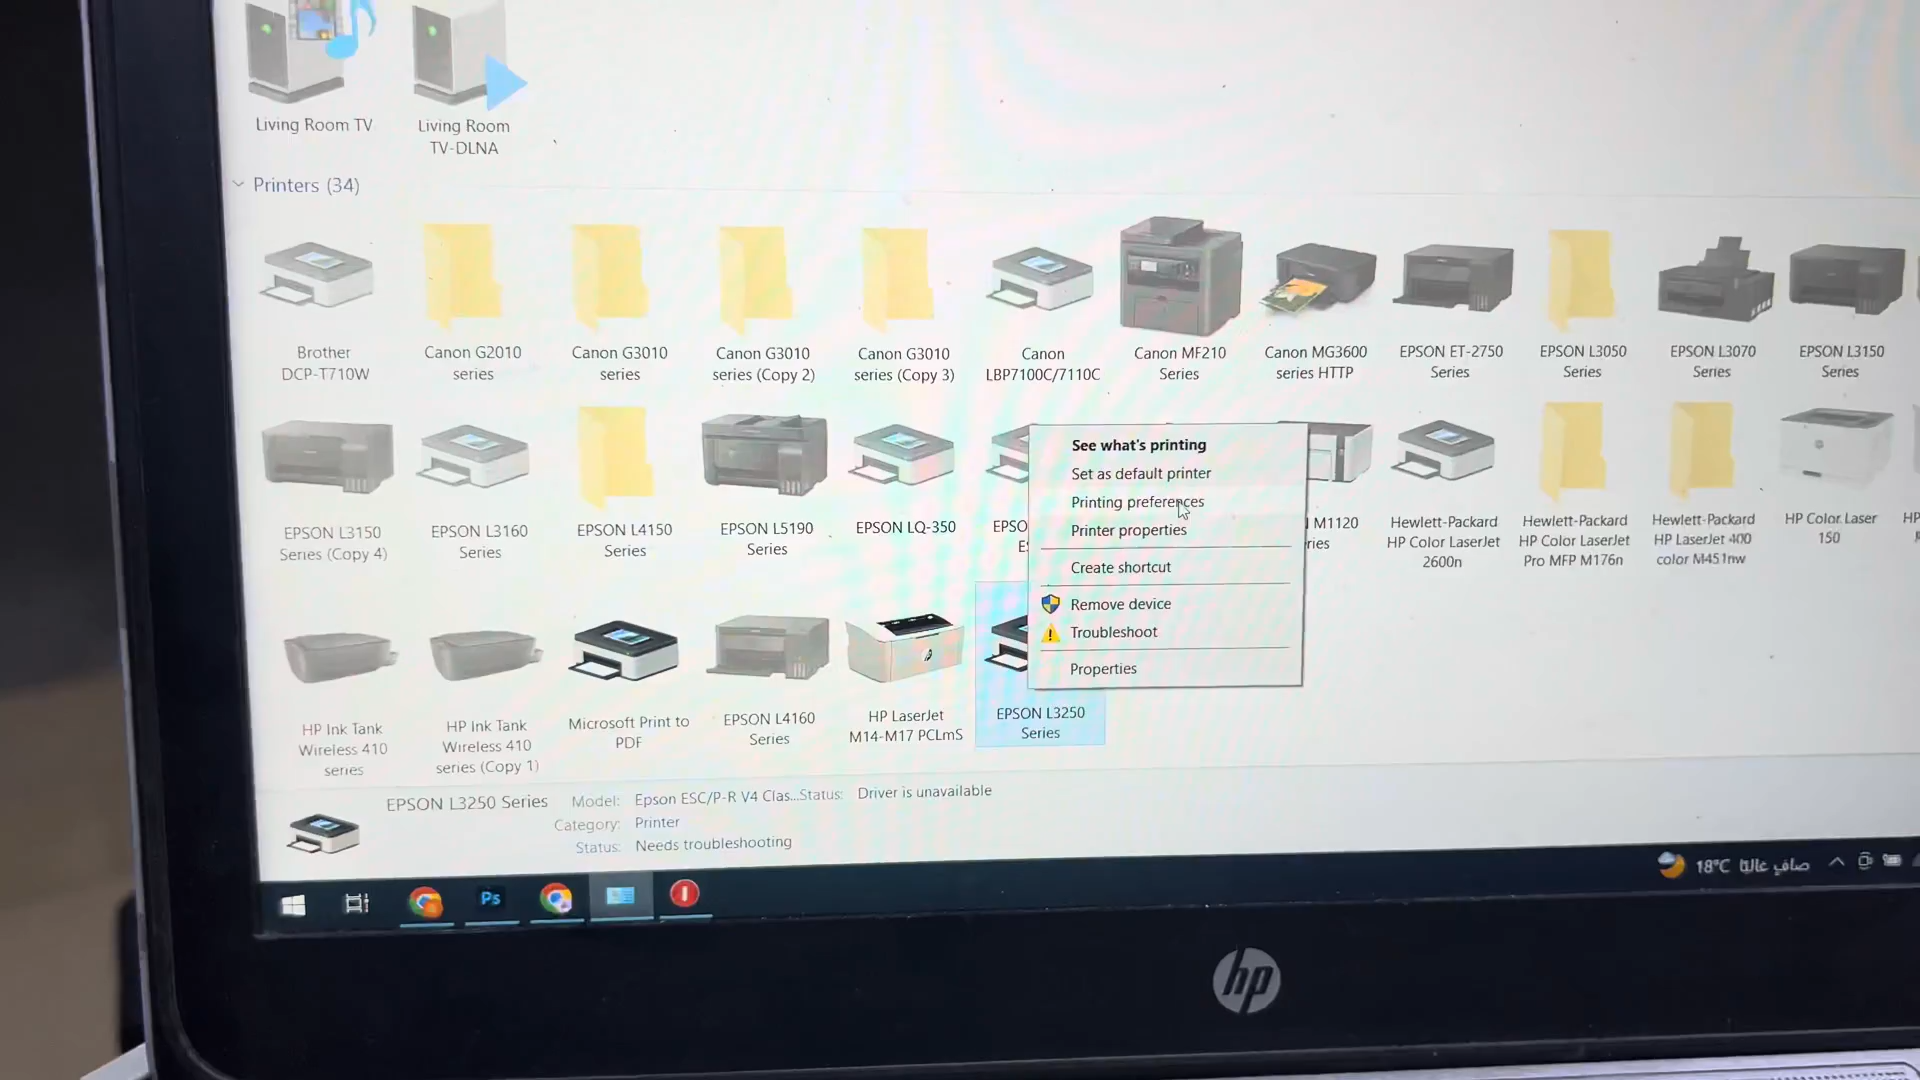 Living Room TV
Living Room
TV-DLNA
Printers (34)
Brother
DCP-T710W
Canon G2010
series
Canon G3010
series
Canon G3010
series (Copy 2)
Canon G3010
series (Copy 3)
Canon
LBP7100C/7110C
Canon MF210
Series
Canon MG3600
series HTTP
EPSON ET-2750
Series
EPSON L3050
Series
EPSON L3070
Series
EPSON L3150
Series
EPSON L3150
Series (Copy 4)
EPSON L3160
Series
EPSON L4150
Series
EPSON L5190
Series
EPSON LQ-350
EPSO
M1120
ries
Hewlett-Packard
HP Color LaserJet
2600n
Hewlett-Packard
HP Color LaserJet
Pro MFP M176n
Hewlett-Packard
HP LaserJet 400
color M451nw
HP Color Laser
150
See what's printing
Set as default printer
Printing preferences
Printer properties
Create shortcut
Remove device
Troubleshoot
Properties
HP Ink Tank
Wireless 410
series
HP Ink Tank
Wireless 410
series (Copy 1)
Microsoft Print to
PDF
EPSON L4160
Series
HP LaserJet
M14-M17 PCLmS
EPSON L3250
Series
EPSON L3250 Series
Model: Epson ESC/P-R V4 Clas...
Status: Driver is unavailable
Category: Printer
Status: Needs troubleshooting
Ps
18°C صافٍ غالبًا
hp